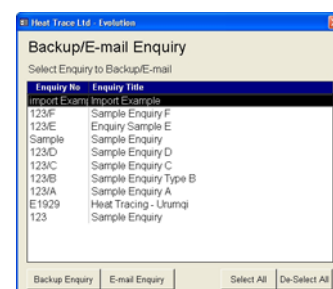 Heat Trace Ltd - Evolution
Backup/E-mail Enquiry
Select Enquiry to Backup/E-mail
Enquiry No Enquiry Title
import Examp Import Example
123/F Sample Enquiry F
123/E Enquiry Sample E
Sample Sample Enquiry
123/D Sample Enquiry D
123/C Sample Enquiry C
123/B Sample Enquiry Type B
123/A Sample Enquiry A
E1929 Heat Tracing - Urumqi
123 Sample Enquiry
Backup Enquiry E-mail Enquiry Select All De-Select All